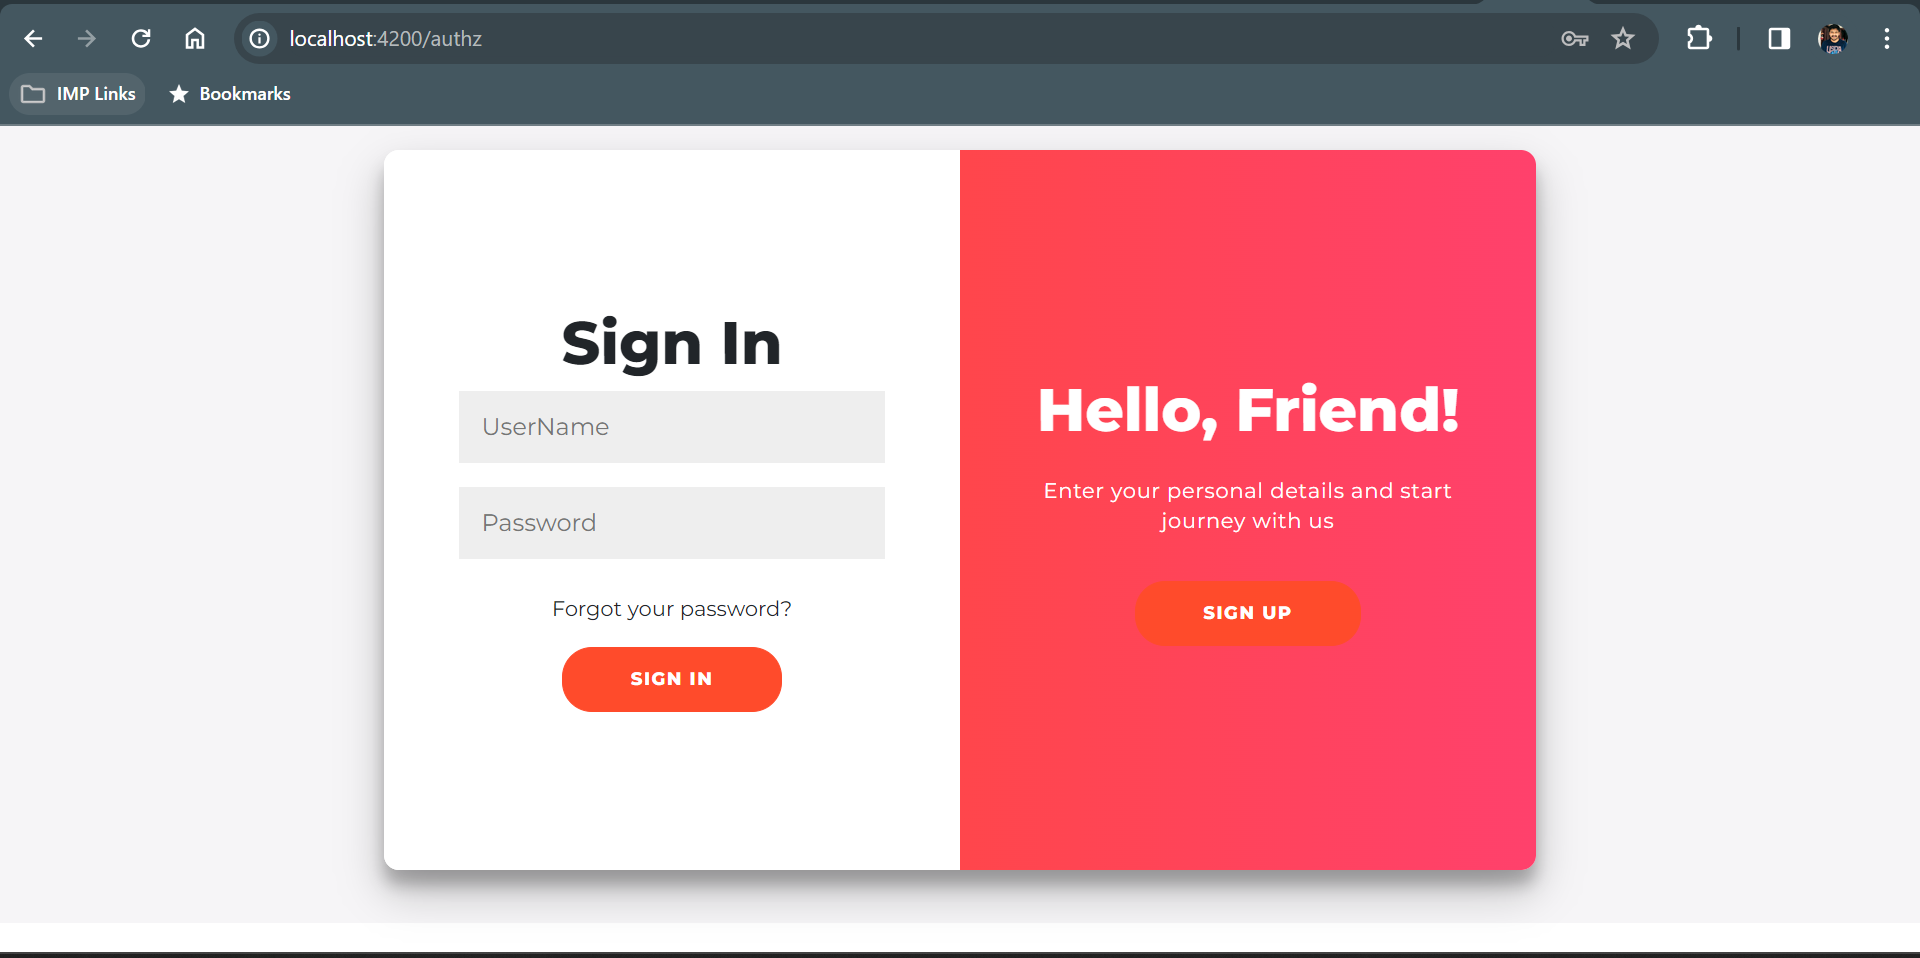 localhost:4200/authz
IMP Links
Bookmarks
Sign In
UserName
Password
Forgot your password?
SIGN IN
Hello, Friend!
Enter your personal details and start
journey with us
SIGN UP